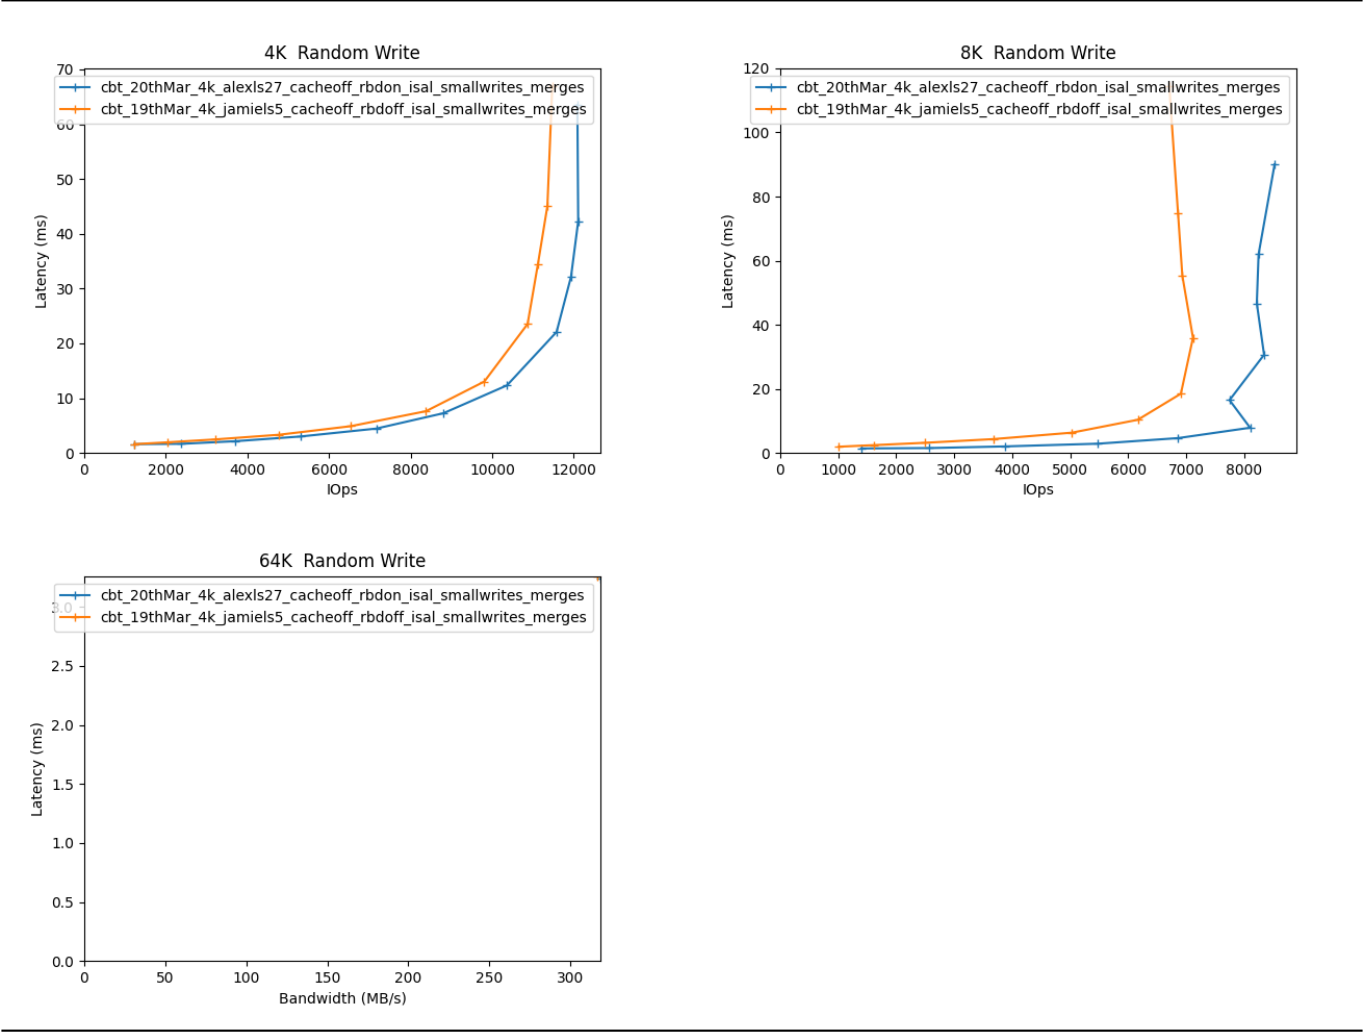 4K  Random Write
cbt_20thMar_4k_alexls27_cacheoff_rbdon_isal_smallwrites_merges
cbt_19thMar_4k_jamiels5_cacheoff_rbdoff_isal_smallwrites_merges
70
60
50
40
30
20
10
0
Latency (ms)
0 2000 4000 6000 8000 10000 12000
IOps
8K  Random Write
cbt_20thMar_4k_alexls27_cacheoff_rbdon_isal_smallwrites_merges
cbt_19thMar_4k_jamiels5_cacheoff_rbdoff_isal_smallwrites_merges
120
100
80
60
40
20
0
Latency (ms)
0 1000 2000 3000 4000 5000 6000 7000 8000
IOps
64K  Random Write
cbt_20thMar_4k_alexls27_cacheoff_rbdon_isal_smallwrites_merges
cbt_19thMar_4k_jamiels5_cacheoff_rbdoff_isal_smallwrites_merges
3.0
2.5
2.0
1.5
1.0
0.5
0.0
Latency (ms)
0 50 100 150 200 250 300
Bandwidth (MB/s)